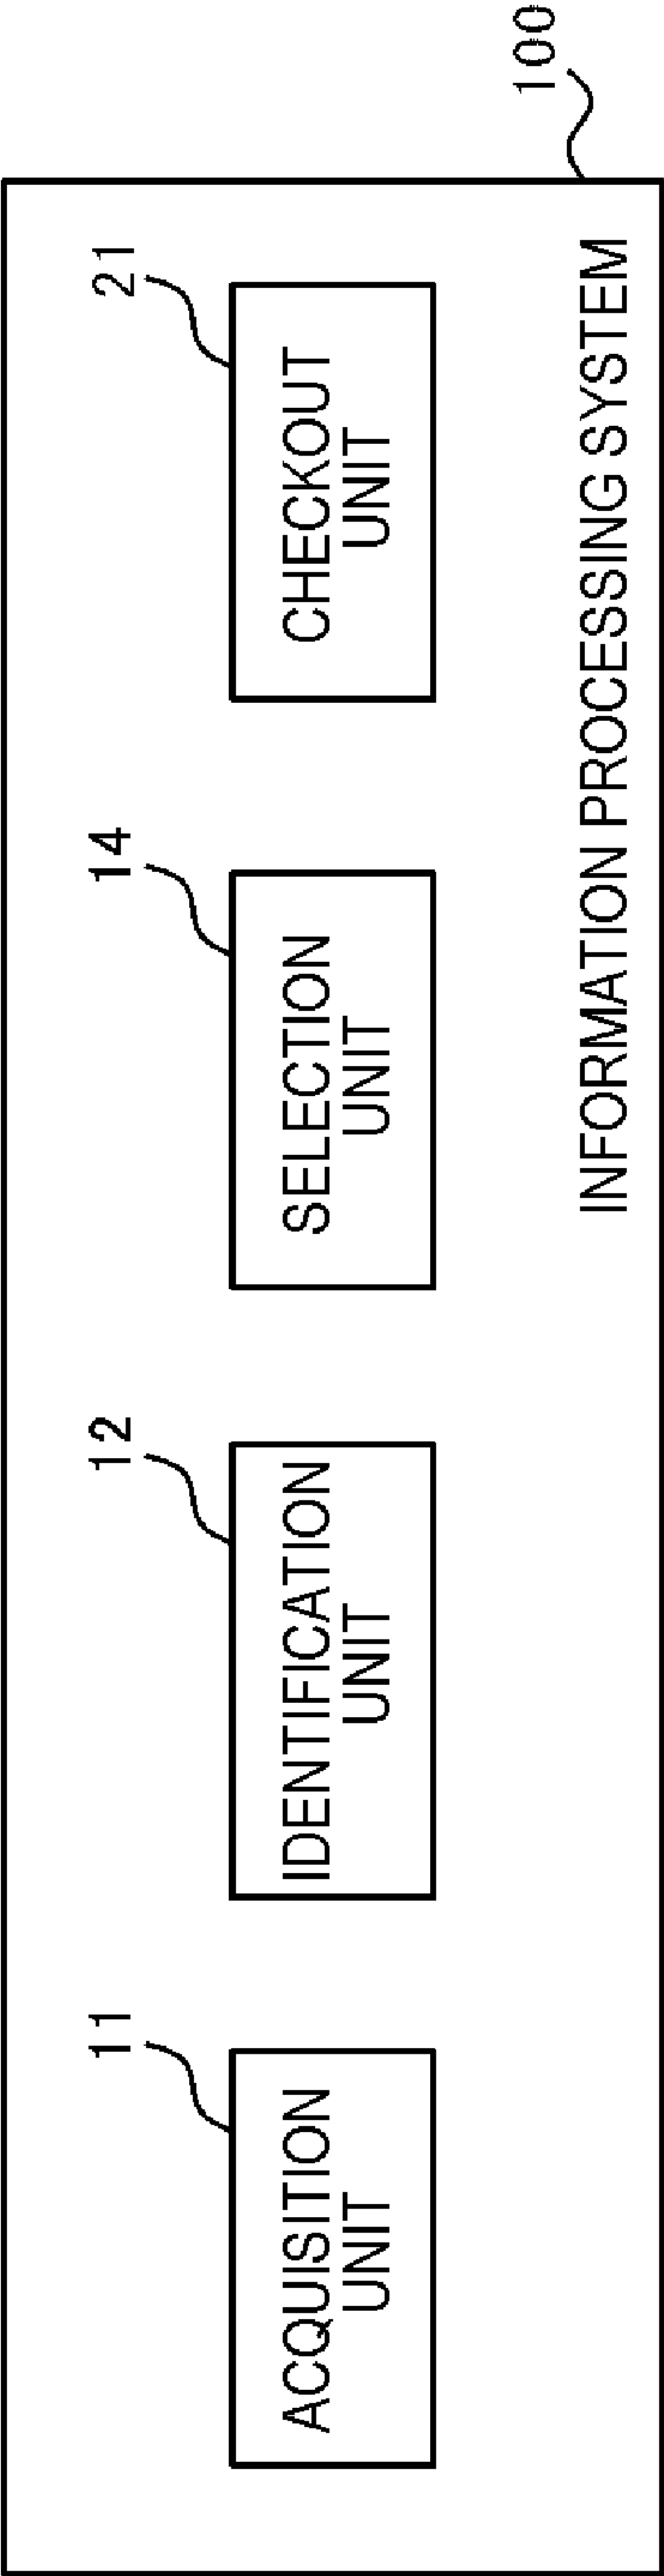 100
11
12
14
21
ACQUISITION
UNIT
IDENTIFICATION
UNIT
SELECTION
UNIT
CHECKOUT
UNIT
INFORMATION PROCESSING SYSTEM